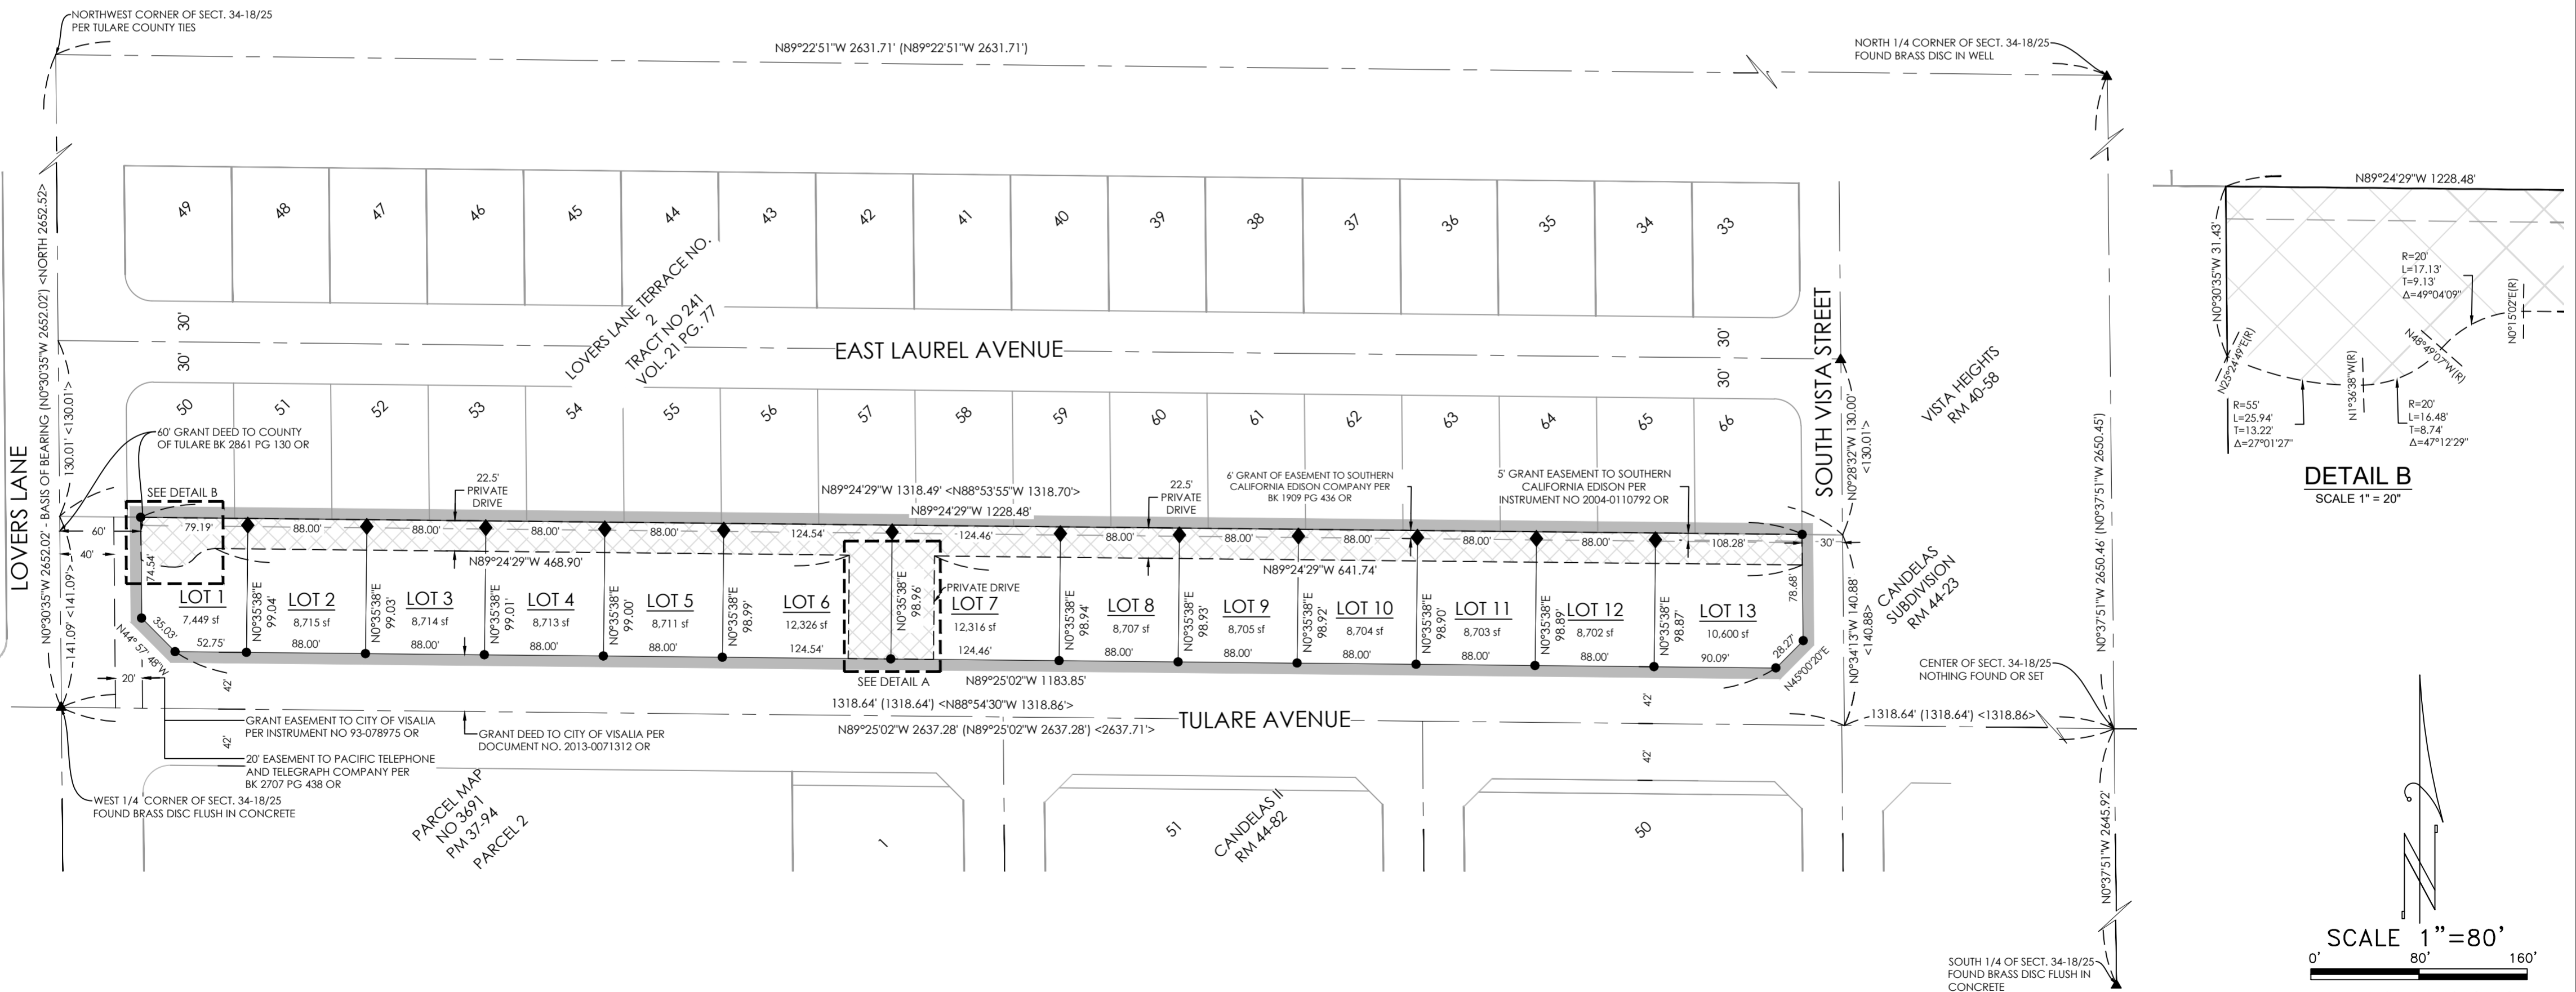 NORTHWEST CORNER OF SECT. 34-18/25
PER TULARE COUNTY TIES
N89°22'51"W 2631.71' (N89°22'51"W 2631.71')
NORTH 1/4 CORNER OF SECT. 34-18/25
FOUND BRASS DISC IN WELL
LOVERS LANE
N0°30'35"W 2652.02' - BASIS OF BEARING (N0°30'35"W 2652.02') <NORTH 2652.52>
130.01' <130.01'>
141.09' <141.09'>
49
48
47
46
45
44
43
42
41
40
39
38
37
36
35
34
33
30'
30'
LOVERS LANE TERRACE NO.
2
TRACT NO 241
VOL. 21 PG. 77
EAST LAUREL AVENUE
30'
30'
SOUTH VISTA STREET
VISTA HEIGHTS
RM 40-58
50
51
52
53
54
55
56
57
58
59
60
61
62
63
64
65
66
60' GRANT DEED TO COUNTY
OF TULARE BK 2861 PG 130 OR
SEE DETAIL B
22.5'
PRIVATE
DRIVE
N89°24'29"W 1318.49' <N88°53'55"W 1318.70'>
N89°24'29"W 1228.48'
22.5'
PRIVATE
DRIVE
6' GRANT OF EASEMENT TO SOUTHERN
CALIFORNIA EDISON COMPANY PER
BK 1909 PG 436 OR
5' GRANT EASEMENT TO SOUTHERN
CALIFORNIA EDISON PER
INSTRUMENT NO 2004-0110792 OR
N0°28'32"W 130.00'
<130.01'>
60'
40'
79.19'
88.00'
88.00'
88.00'
88.00'
124.54'
124.46'
88.00'
88.00'
88.00'
88.00'
88.00'
108.28'
30'
N89°24'29"W 468.90'
N89°24'29"W 641.74'
74.54'
LOT 1
7,449 sf
52.75'
35.03'
N44° 57' 48"W
N0°35'38"E
99.04'
LOT 2
8,715 sf
88.00'
N0°35'38"E
99.03'
LOT 3
8,714 sf
88.00'
N0°35'38"E
99.01'
LOT 4
8,713 sf
88.00'
N0°35'38"E
99.00'
LOT 5
8,711 sf
88.00'
N0°35'38"E
98.99'
LOT 6
12,326 sf
124.54'
N0°35'38"E
98.96'
PRIVATE DRIVE
LOT 7
12,316 sf
124.46'
N0°35'38"E
98.94'
LOT 8
8,707 sf
88.00'
N0°35'38"E
98.93'
LOT 9
8,705 sf
88.00'
N0°35'38"E
98.92'
LOT 10
8,704 sf
88.00'
N0°35'38"E
98.90'
LOT 11
8,703 sf
88.00'
N0°35'38"E
98.89'
LOT 12
8,702 sf
88.00'
N0°35'38"E
98.87'
LOT 13
10,600 sf
90.09'
78.68'
28.27'
N45°00'20"E
N0°34'13"W 140.88'
<140.88>
CANDELAS
SUBDIVISION
RM 44-23
SEE DETAIL A
N89°25'02"W 1183.85'
20'
42'
42'
42'
42'
1318.64' (1318.64') <N88°54'30"W 1318.86'>
TULARE AVENUE
N89°25'02"W 2637.28' (N89°25'02"W 2637.28') <2637.71'>
1318.64' (1318.64') <1318.86>
CENTER OF SECT. 34-18/25
NOTHING FOUND OR SET
N0°37'51"W 2650.46' (N0°37'51"W 2650.45')
N0°37'51"W 2645.92'
GRANT EASEMENT TO CITY OF VISALIA
PER INSTRUMENT NO 93-078975 OR
GRANT DEED TO CITY OF VISALIA PER
DOCUMENT NO. 2013-0071312 OR
20' EASEMENT TO PACIFIC TELEPHONE
AND TELEGRAPH COMPANY PER
BK 2707 PG 438 OR
WEST 1/4 CORNER OF SECT. 34-18/25
FOUND BRASS DISC FLUSH IN CONCRETE
PARCEL MAP
NO 3691
PM 37-94
PARCEL 2
1
51
CANDELAS II
RM 44-82
50
SOUTH 1/4 OF SECT. 34-18/25
FOUND BRASS DISC FLUSH IN
CONCRETE
N89°24'29"W 1228.48'
N0°30'35"W 31.43'
R=20'
L=17.13'
T=9.13'
Δ=49°04'09"
N0°15'02"E(R)
N48°49'07"W(R)
N25°24'49"E(R)
N1°36'38"W(R)
R=55'
L=25.94'
T=13.22'
Δ=27°01'27"
R=20'
L=16.48'
T=8.74'
Δ=47°12'29"
DETAIL B
SCALE 1" = 20"
N
SCALE 1"=80'
0'
80'
160'